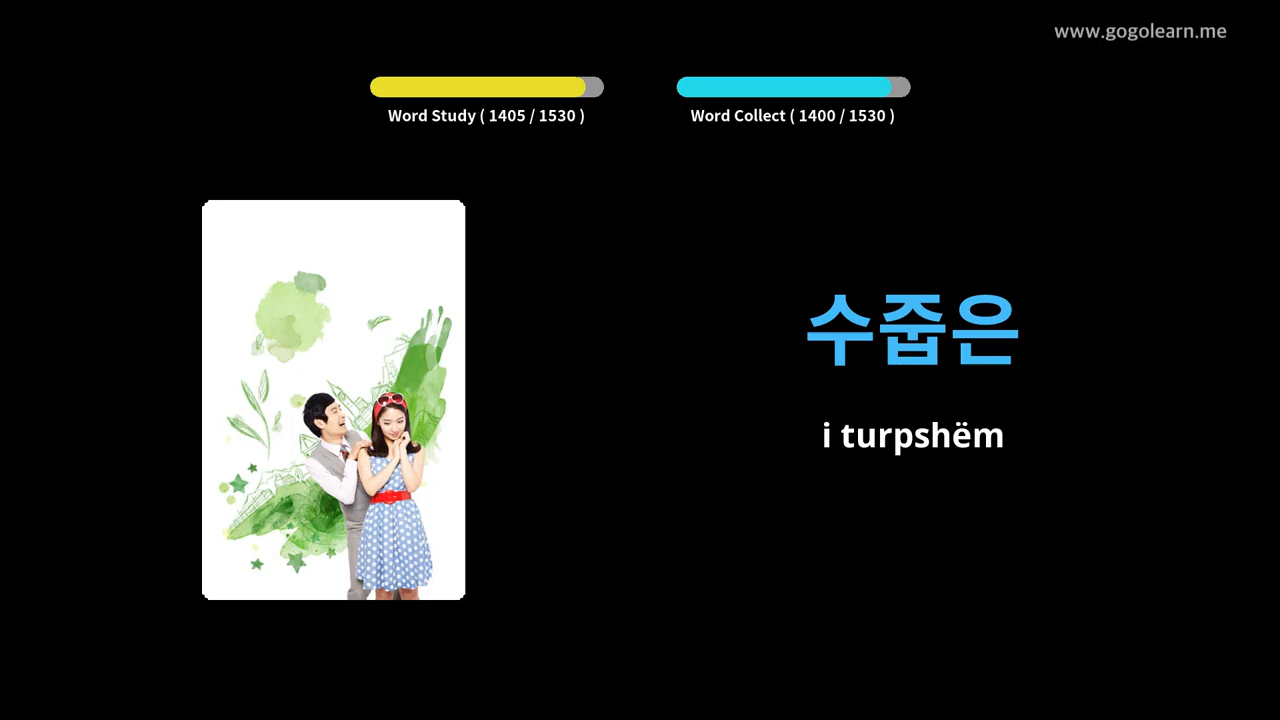 www.gogolearn.me
Word Study ( 1405 / 1530 )
Word Collect ( 1400 / 1530 )
수줍은
i turpshëm